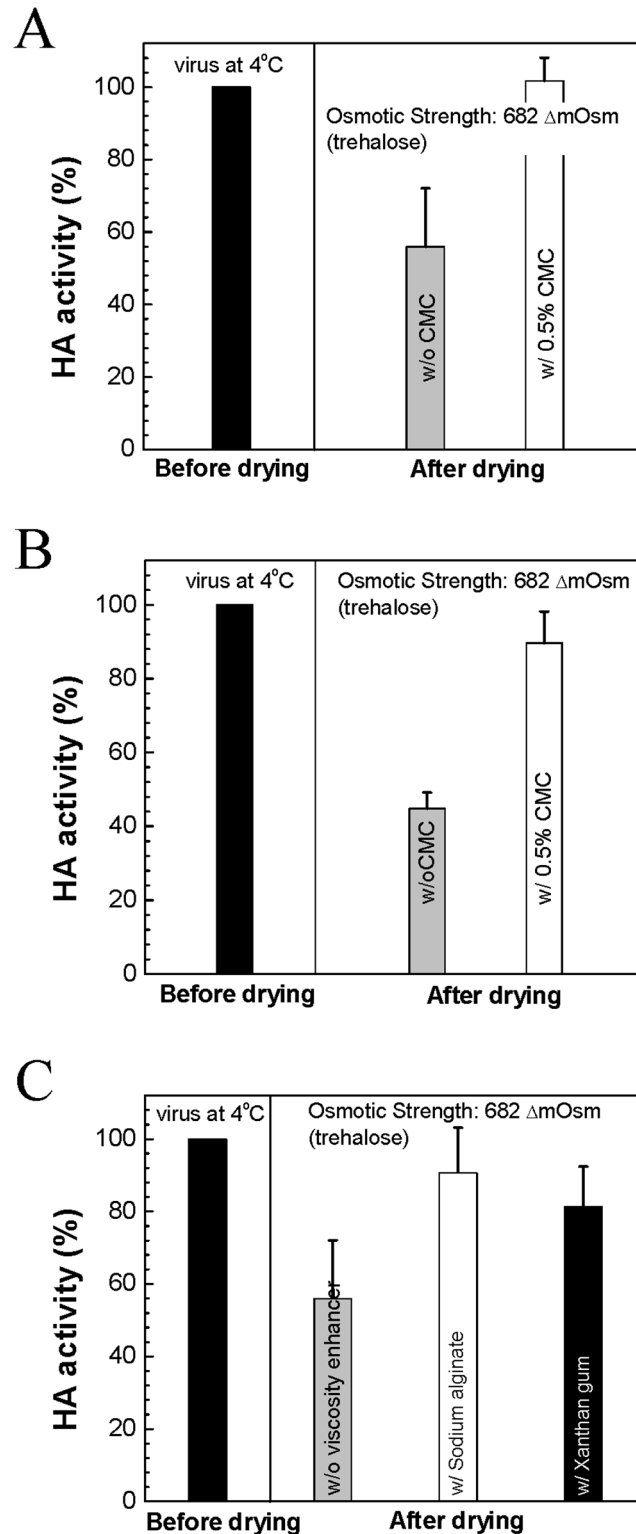 A
HA activity (%)
100
80
60
40
20
0
virus at 4°C
Osmotic Strength: 682 ΔmOsm
(trehalose)
w/o CMC
w/ 0.5% CMC
Before drying
After drying
B
HA activity (%)
100
80
60
40
20
0
virus at 4°C
Osmotic Strength: 682 ΔmOsm
(trehalose)
w/oCMC
w/ 0.5% CMC
Before drying
After drying
C
HA activity (%)
100
80
60
40
20
0
virus at 4°C
Osmotic Strength: 682 ΔmOsm
(trehalose)
w/o viscosity enhancer
w/ Sodium alginate
w/ Xanthan gum
Before drying
After drying